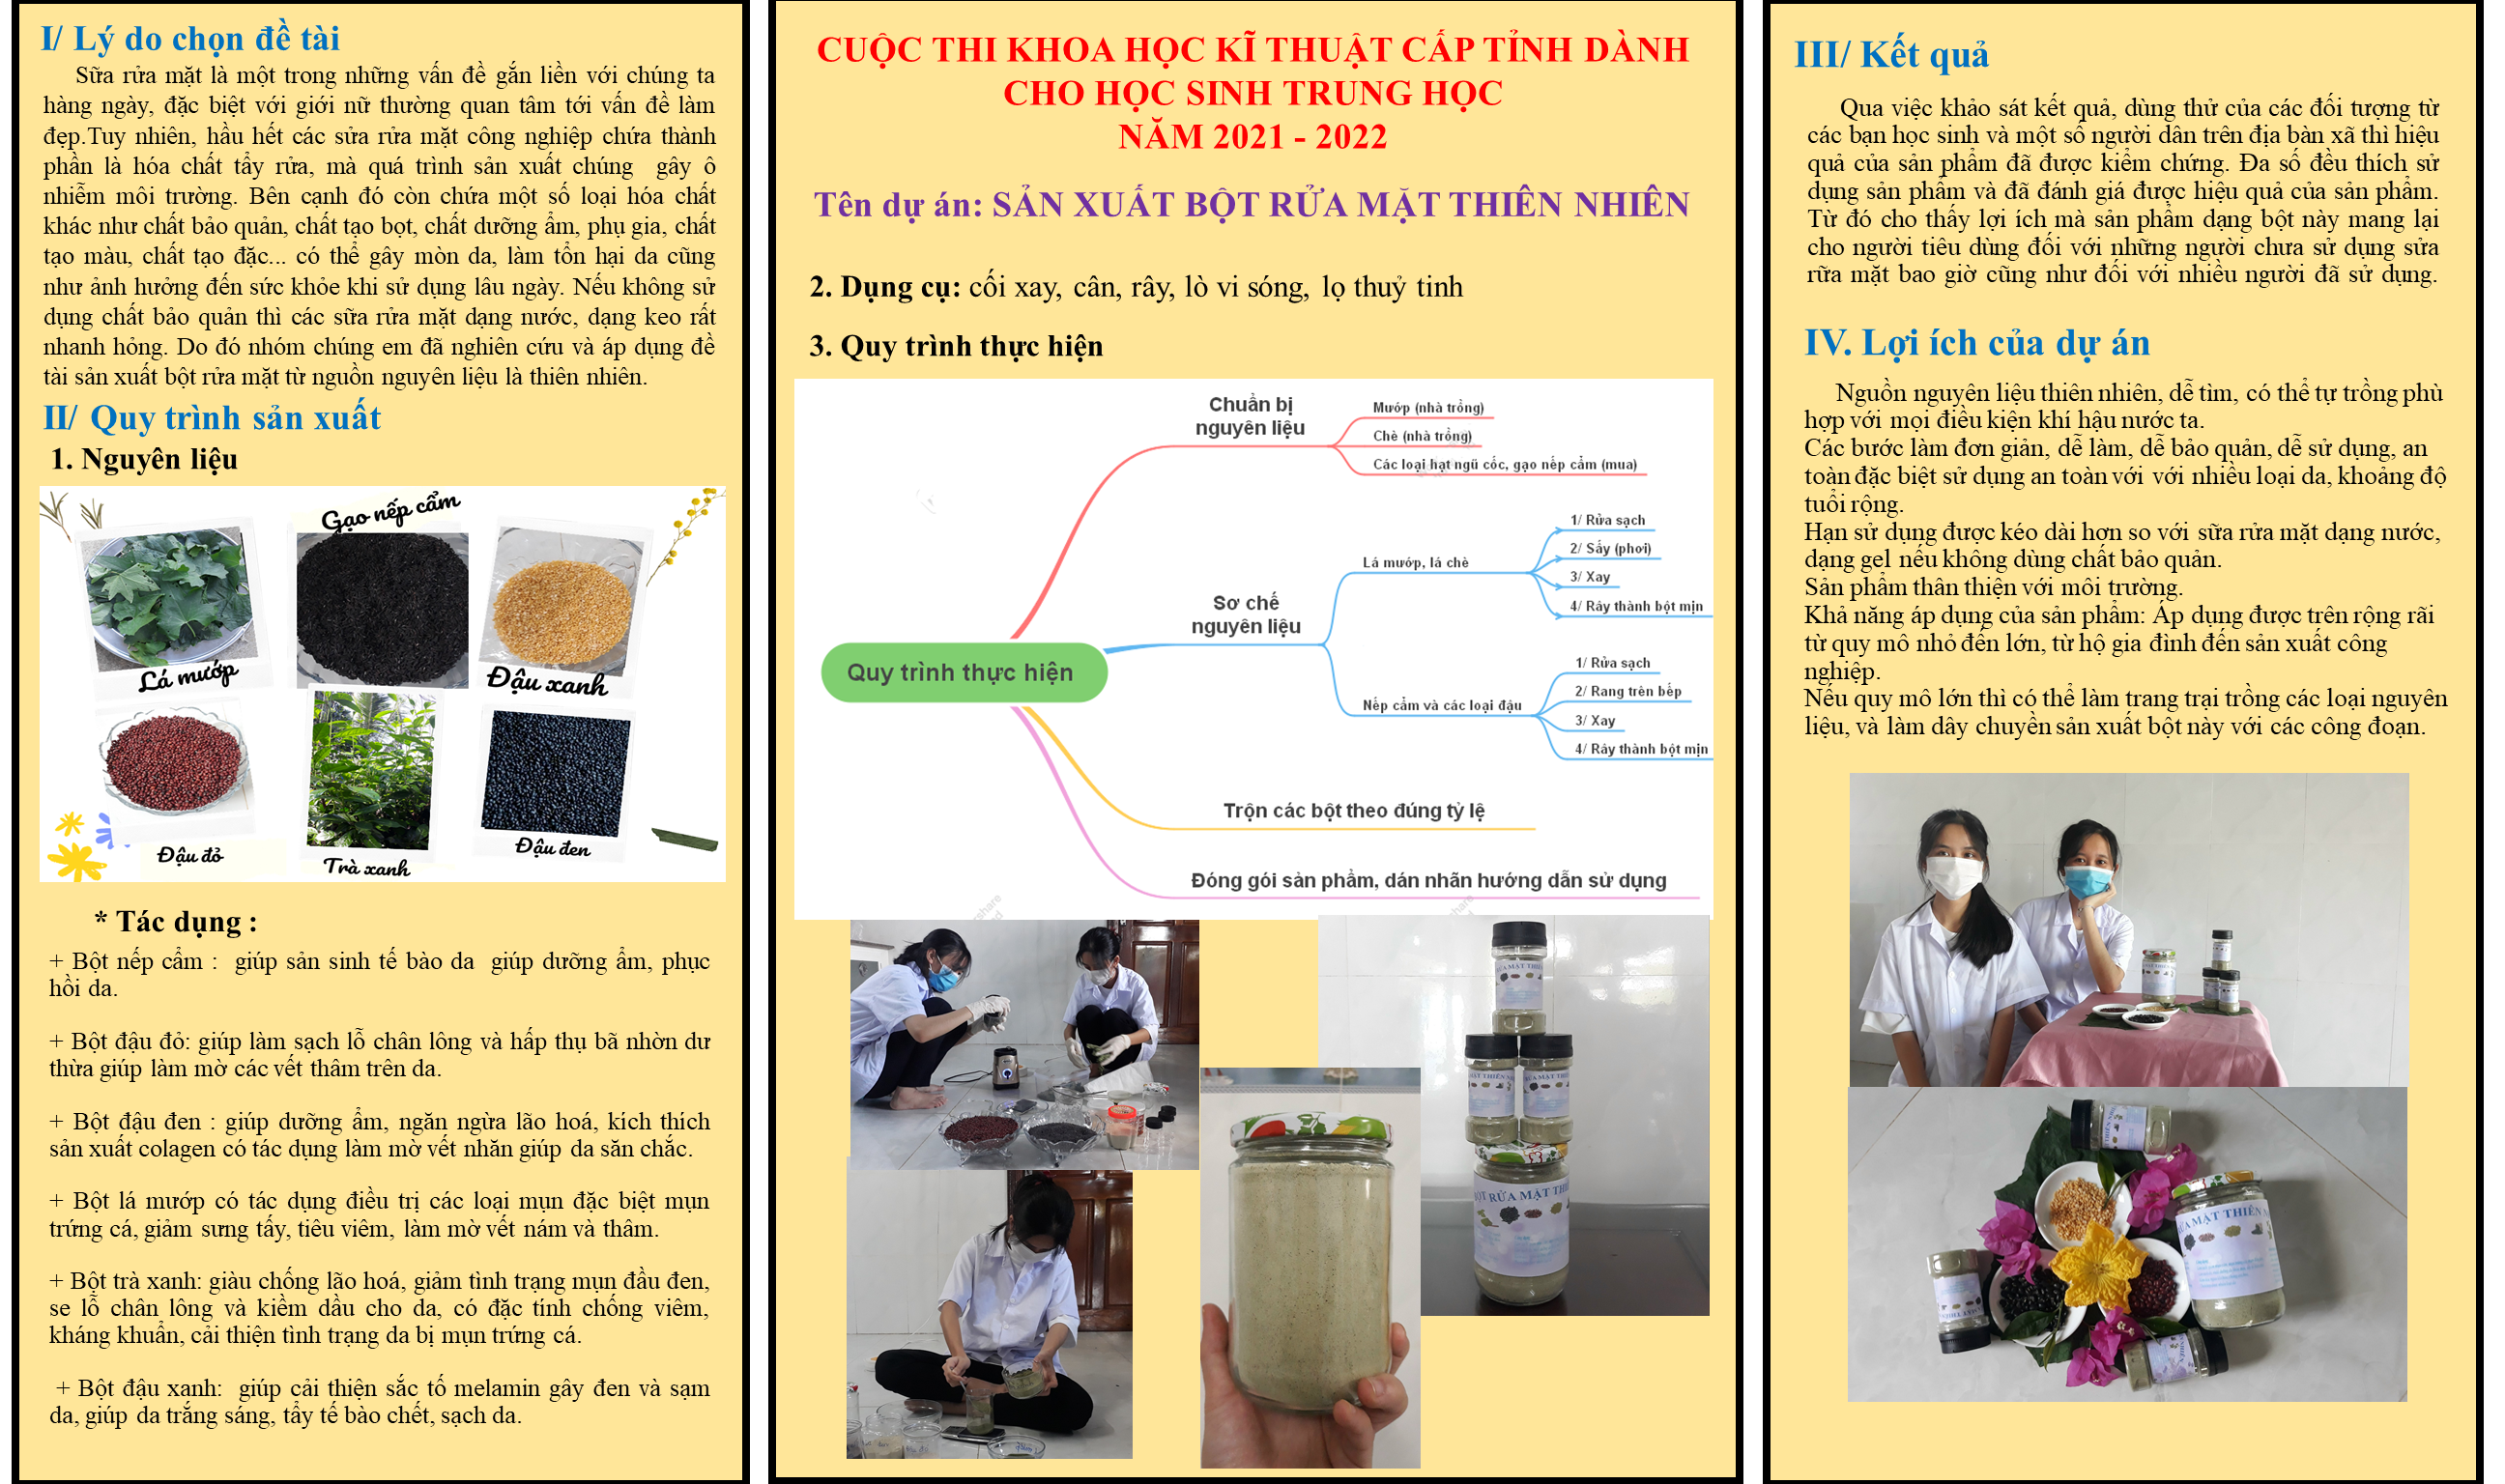 I/ Lý do chọn đề tài
Sữa rửa mặt là một trong những vấn đề gắn liền với chúng ta
hàng ngày, đặc biệt với giới nữ thường quan tâm tới vấn đề làm
đẹp.Tuy nhiên, hầu hết các sửa rửa mặt công nghiệp chứa thành
phần là hóa chất tẩy rửa, mà quá trình sản xuất chúng gây ô
nhiễm môi trường. Bên cạnh đó còn chứa một số loại hóa chất
khác như chất bảo quản, chất tạo bọt, chất dưỡng ẩm, phụ gia, chất
tạo màu, chất tạo đặc... có thể gây mòn da, làm tổn hại da cũng
như ảnh hưởng đến sức khỏe khi sử dụng lâu ngày. Nếu không sử
dụng chất bảo quản thì các sữa rửa mặt dạng nước, dạng keo rất
nhanh hỏng. Do đó nhóm chúng em đã nghiên cứu và áp dụng đề
tài sản xuất bột rửa mặt từ nguồn nguyên liệu là thiên nhiên.
II/ Quy trình sản xuất
1. Nguyên liệu
Gạo nếp cẩm
Lá mướp
Đậu xanh
Đậu đỏ
Trà xanh
Đậu đen
* Tác dụng :
+ Bột nếp cẩm : giúp sản sinh tế bào da giúp dưỡng ẩm, phục
hồi da.
+ Bột đậu đỏ: giúp làm sạch lỗ chân lông và hấp thụ bã nhờn dư
thừa giúp làm mờ các vết thâm trên da.
+ Bột đậu đen : giúp dưỡng ẩm, ngăn ngừa lão hoá, kích thích
sản xuất colagen có tác dụng làm mờ vết nhăn giúp da săn chắc.
+ Bột lá mướp có tác dụng điều trị các loại mụn đặc biệt mụn
trứng cá, giảm sưng tấy, tiêu viêm, làm mờ vết nám và thâm.
+ Bột trà xanh: giàu chống lão hoá, giảm tình trạng mụn đầu đen,
se lỗ chân lông và kiềm dầu cho da, có đặc tính chống viêm,
kháng khuẩn, cải thiện tình trạng da bị mụn trứng cá.
+ Bột đậu xanh: giúp cải thiện sắc tố melamin gây đen và sạm
da, giúp da trắng sáng, tẩy tế bào chết, sạch da.
CUỘC THI KHOA HỌC KĨ THUẬT CẤP TỈNH DÀNH
CHO HỌC SINH TRUNG HỌC
NĂM 2021 - 2022
Tên dự án: SẢN XUẤT BỘT RỬA MẶT THIÊN NHIÊN
2. Dụng cụ: cối xay, cân, rây, lò vi sóng, lọ thuỷ tinh
3. Quy trình thực hiện
Quy trình thực hiện
Chuẩn bị
nguyên liệu
Mướp (nhà trồng)
Chè (nhà trồng)
Các loại hạt ngũ cốc, gạo nếp cẩm (mua)
Sơ chế
nguyên liệu
Lá mướp, lá chè
1/ Rửa sạch
2/ Sấy (phơi)
3/ Xay
4/ Rây thành bột mịn
Nếp cẩm và các loại đậu
1/ Rửa sạch
2/ Rang trên bếp
3/ Xay
4/ Rây thành bột mịn
Trộn các bột theo đúng tỷ lệ
Đóng gói sản phẩm, dán nhãn hướng dẫn sử dụng
RỬA MẶT THIÊN
III/ Kết quả
Qua việc khảo sát kết quả, dùng thử của các đối tượng từ
các bạn học sinh và một số người dân trên địa bàn xã thì hiệu
quả của sản phẩm đã được kiểm chứng. Đa số đều thích sử
dụng sản phẩm và đã đánh giá được hiệu quả của sản phẩm.
Từ đó cho thấy lợi ích mà sản phẩm dạng bột này mang lại
cho người tiêu dùng đối với những người chưa sử dụng sửa
rữa mặt bao giờ cũng như đối với nhiều người đã sử dụng.
IV. Lợi ích của dự án
Nguồn nguyên liệu thiên nhiên, dễ tìm, có thể tự trồng phù
hợp với mọi điều kiện khí hậu nước ta.
Các bước làm đơn giản, dễ làm, dễ bảo quản, dễ sử dụng, an
toàn đặc biệt sử dụng an toàn với với nhiều loại da, khoảng độ
tuổi rộng.
Hạn sử dụng được kéo dài hơn so với sữa rửa mặt dạng nước,
dạng gel nếu không dùng chất bảo quản.
Sản phẩm thân thiện với môi trường.
Khả năng áp dụng của sản phẩm: Áp dụng được trên rộng rãi
từ quy mô nhỏ đến lớn, từ hộ gia đình đến sản xuất công
nghiệp.
Nếu quy mô lớn thì có thể làm trang trại trồng các loại nguyên
liệu, và làm dây chuyền sản xuất bột này với các công đoạn.